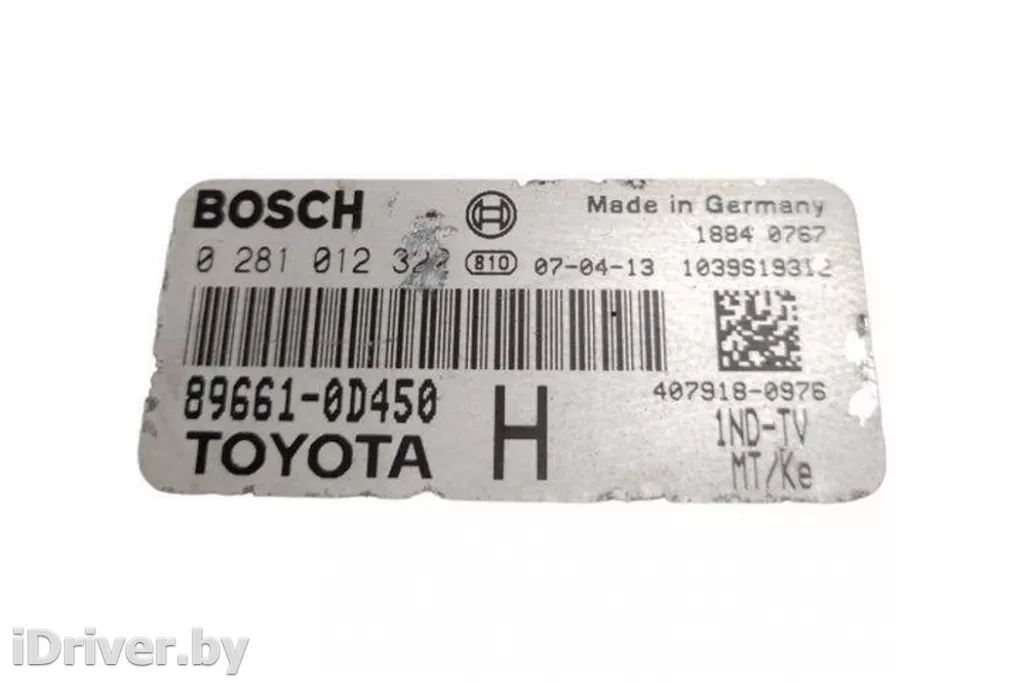 BOSCH Made in Germany
1884 0767
0 281 012 810 07-04-13 1039S19312
89661-0D450 H 407918-0976
TOYOTA 1ND-TV
MT/Ke
iDriver.by